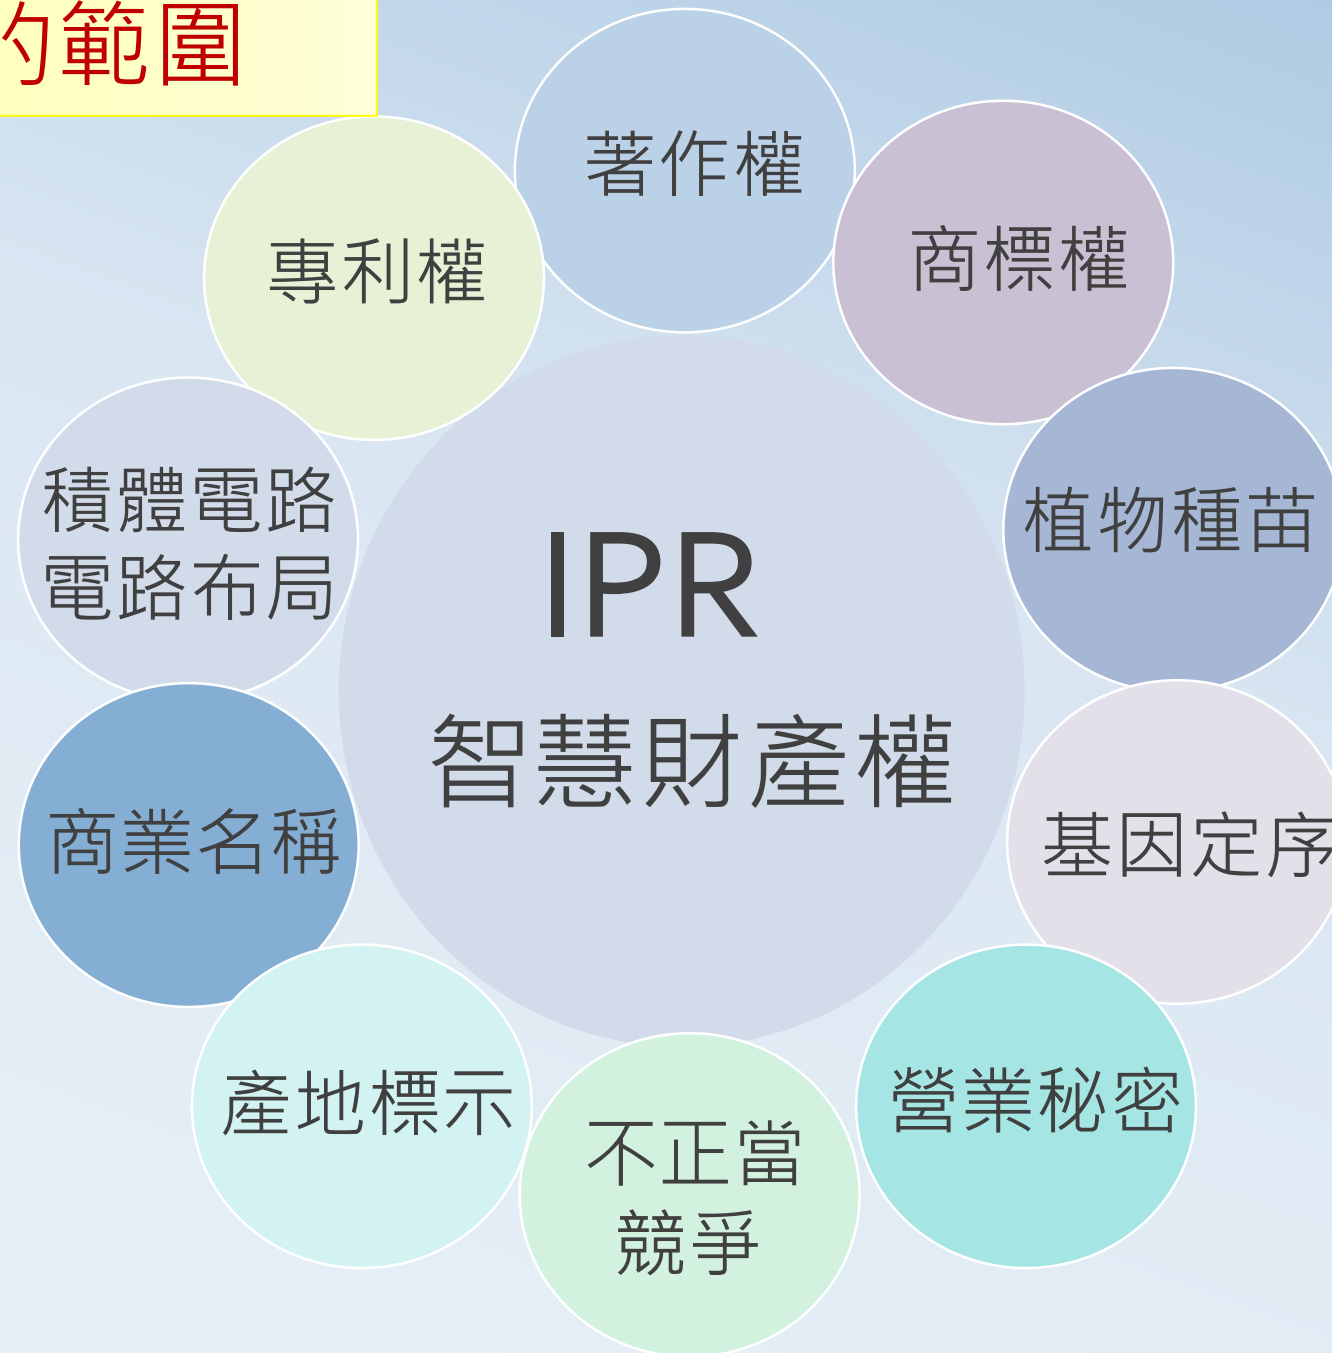 的範圍
著作權
商標權
專利權
植物種苗
積體電路
電路布局
IPR
智慧財產權
商業名稱
基因定序
產地標示
營業秘密
不正當
競爭